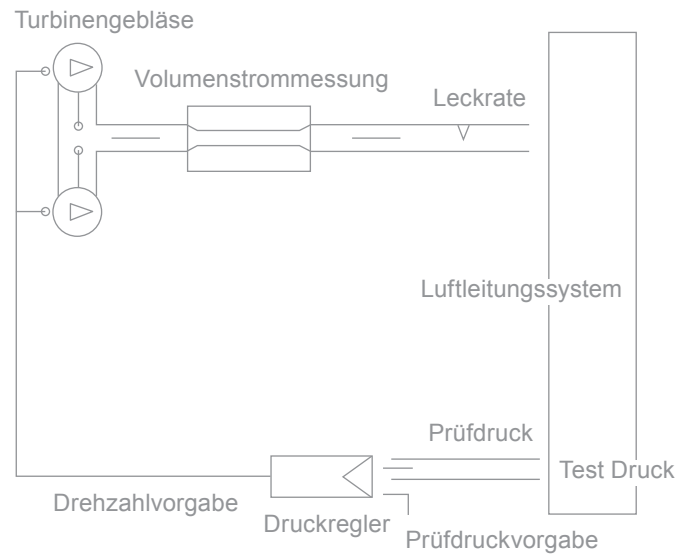 Turbinengebläse
Volumenstrommessung
Leckrate
Luftleitungssystem
Prüfdruck
Test Druck
Drehzahlvorgabe
Druckregler
Prüfdruckvorgabe